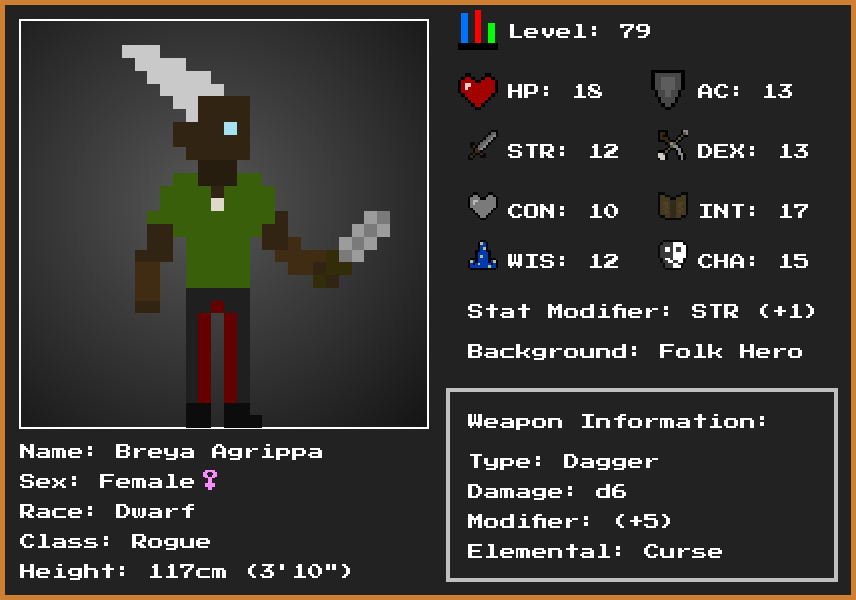 Level: 79
HP: 18
AC: 13
STR: 12
DEX: 13
CON: 10
INT: 17
WIS: 12
CHA: 15
Stat Modifier: STR (+1)
Background: Folk Hero
Name: Breya Agrippa
Sex: Female♀
Race: Dwarf
Class: Rogue
Height: 117cm (3'10")
Weapon Information:
Type: Dagger
Damage: d6
Modifier: (+5)
Elemental: Curse